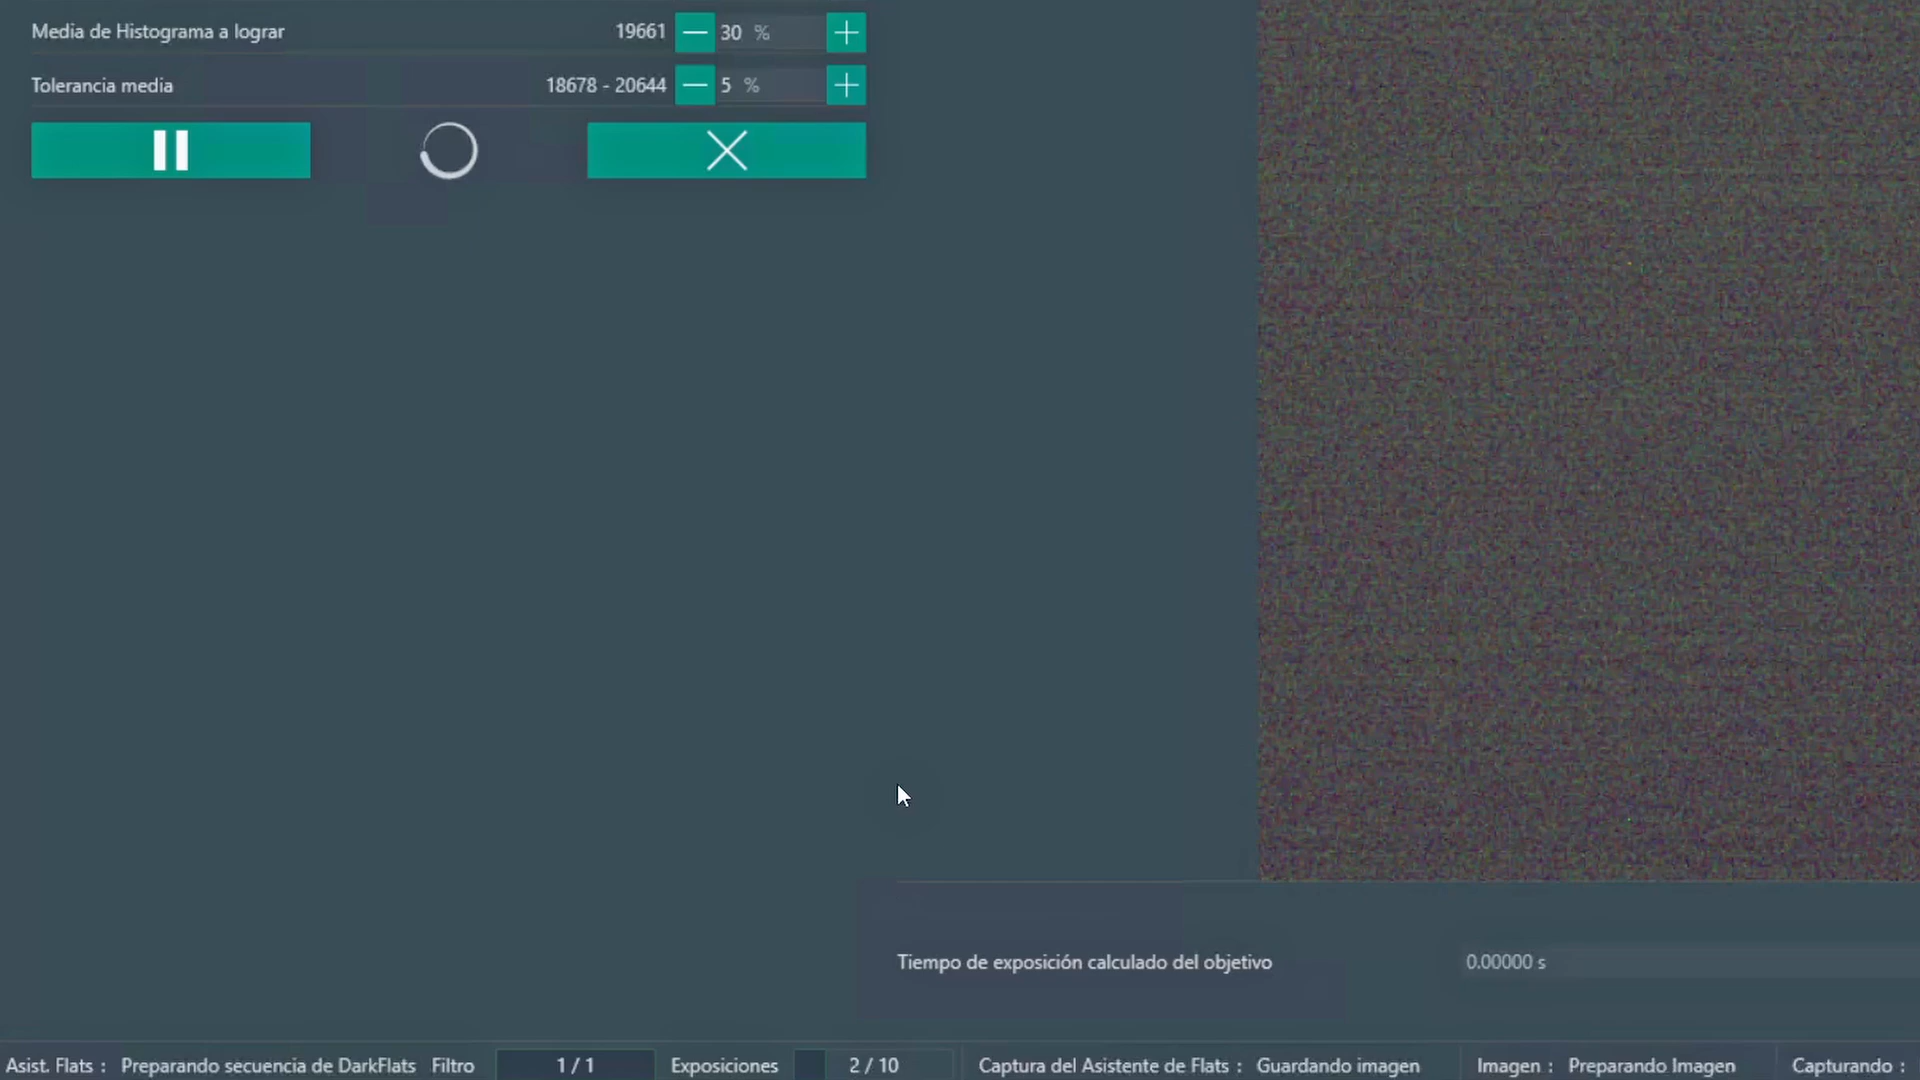 Media de Histograma a lograr 19661 30 %
Tolerancia media 18678 - 20644 5 %
Tiempo de exposición calculado del objetivo 0.00000 s
Asist. Flats : Preparando secuencia de DarkFlats Filtro 1 / 1 Exposiciones 2 / 10 Captura del Asistente de Flats : Guardando imagen Imagen : Preparando Imagen Capturando :